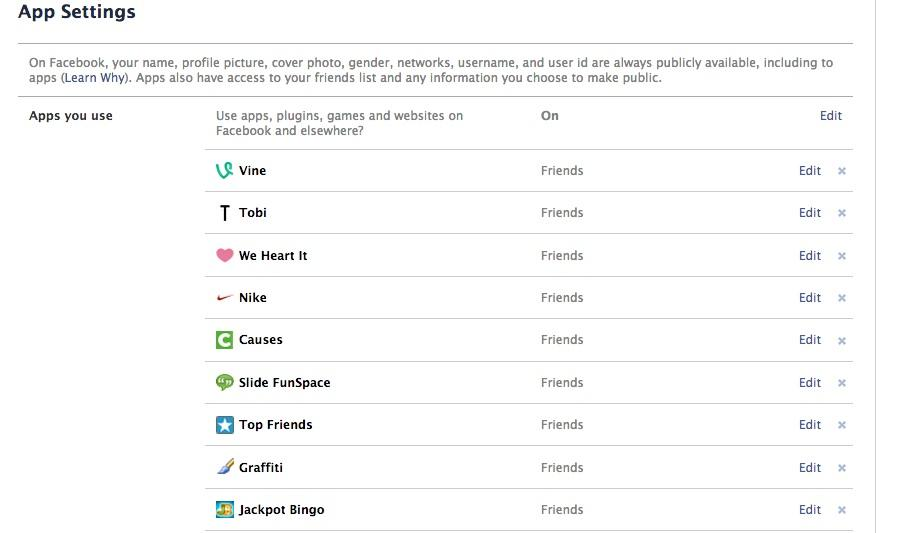 App Settings
On Facebook, your name, profile picture, cover photo, gender, networks, username, and user id are always publicly available, including to
apps (Learn Why). Apps also have access to your friends list and any information you choose to make public.
Apps you use Use apps, plugins, games and websites on On Edit
Facebook and elsewhere?
Vine Friends Edit ×
Tobi Friends Edit ×
We Heart It Friends Edit ×
Nike Friends Edit ×
Causes Friends Edit ×
Slide FunSpace Friends Edit ×
Top Friends Friends Edit ×
Graffiti Friends Edit ×
Jackpot Bingo Friends Edit ×